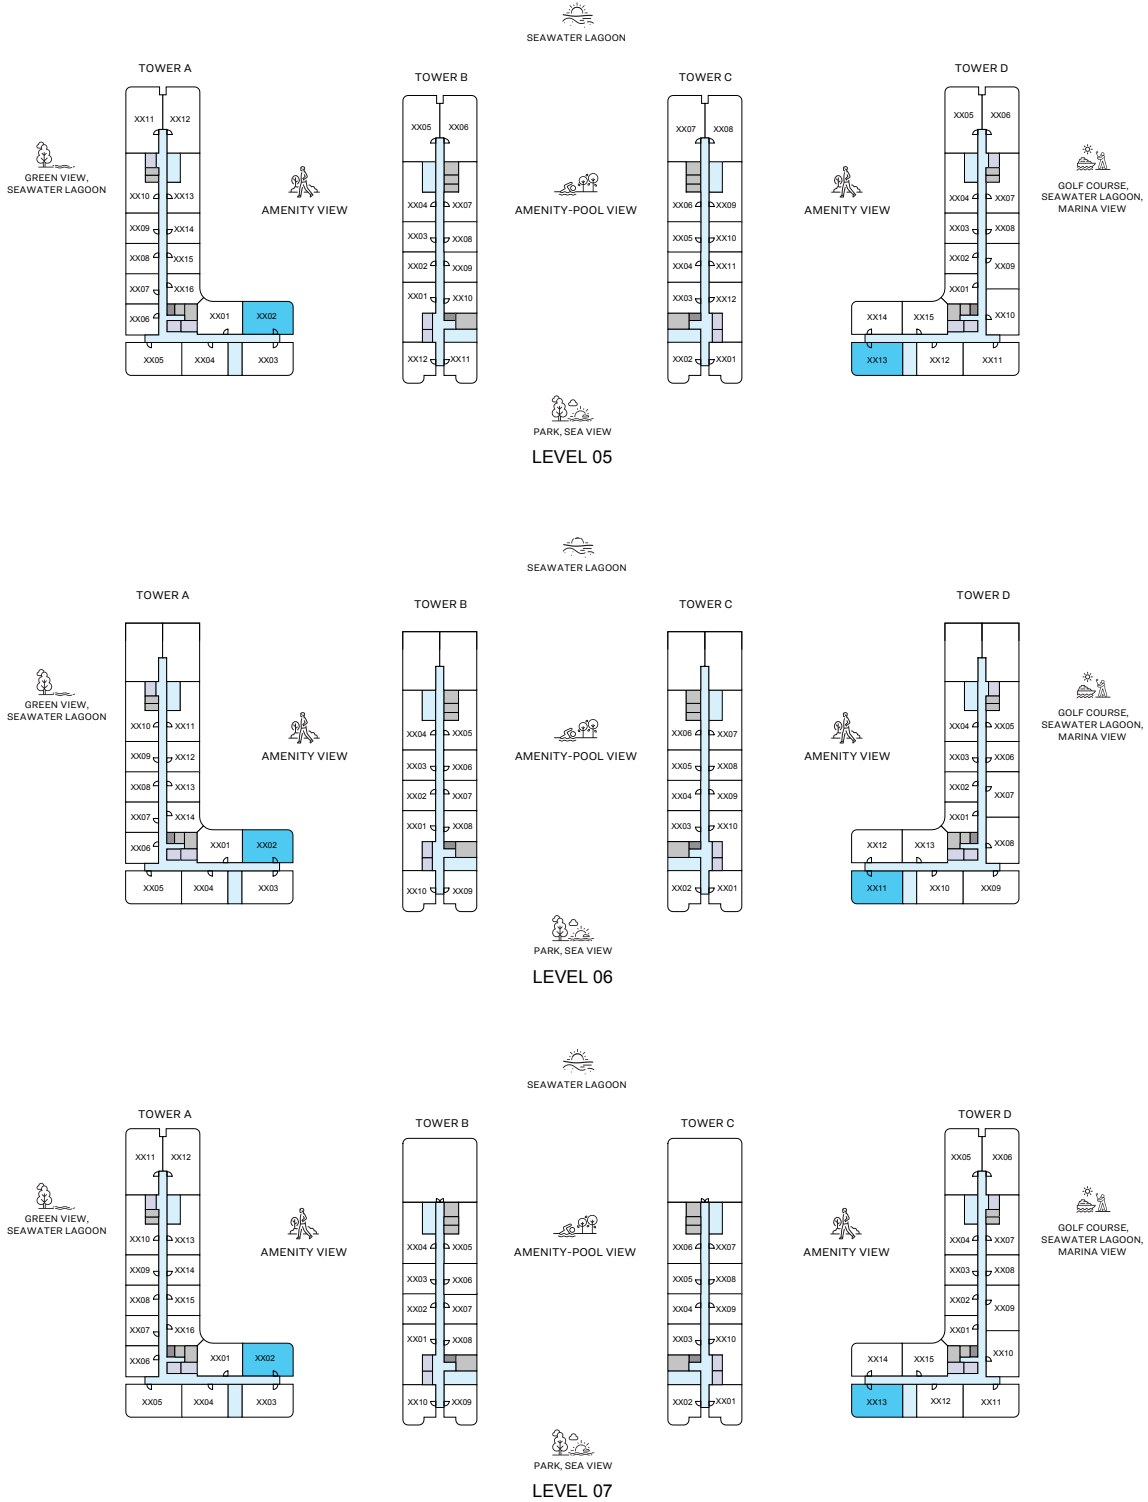 SEAWATER LAGOON
TOWER A
TOWER B
TOWER C
TOWER D
XX11 XX12
XX05 XX06
XX07 XX08
XX05 XX06
GREEN VIEW,
SEAWATER LAGOON
AMENITY VIEW
AMENITY-POOL VIEW
AMENITY VIEW
GOLF COURSE,
SEAWATER LAGOON,
MARINA VIEW
XX10 XX13
XX04 XX07
XX06 XX09
XX04 XX07
XX09 XX14
XX03 XX08
XX05 XX10
XX03 XX08
XX08 XX15
XX02 XX09
XX04 XX11
XX02 XX09
XX07 XX16
XX01 XX10
XX03 XX12
XX01
XX06 XX01 XX02
XX14 XX15 XX10
XX05 XX04 XX03
XX12 XX11
XX02 XX01
XX13 XX12 XX11
PARK, SEA VIEW
LEVEL 05
SEAWATER LAGOON
TOWER A
TOWER B
TOWER C
TOWER D
GREEN VIEW,
SEAWATER LAGOON
AMENITY VIEW
AMENITY-POOL VIEW
AMENITY VIEW
GOLF COURSE,
SEAWATER LAGOON,
MARINA VIEW
XX10 XX11
XX04 XX05
XX06 XX07
XX04 XX05
XX09 XX12
XX03 XX06
XX05 XX08
XX03 XX06
XX08 XX13
XX02 XX07
XX04 XX09
XX02 XX07
XX07 XX14
XX01 XX08
XX03 XX10
XX01
XX06 XX01 XX02
XX12 XX13 XX08
XX05 XX04 XX03
XX10 XX09
XX02 XX01
XX11 XX10 XX09
PARK, SEA VIEW
LEVEL 06
SEAWATER LAGOON
TOWER A
TOWER B
TOWER C
TOWER D
XX11 XX12
XX05 XX06
GREEN VIEW,
SEAWATER LAGOON
AMENITY VIEW
AMENITY-POOL VIEW
AMENITY VIEW
GOLF COURSE,
SEAWATER LAGOON,
MARINA VIEW
XX10 XX13
XX04 XX05
XX06 XX07
XX04 XX07
XX09 XX14
XX03 XX06
XX05 XX08
XX03 XX08
XX08 XX15
XX02 XX07
XX04 XX09
XX02 XX09
XX07 XX16
XX01 XX08
XX03 XX10
XX01
XX06 XX01 XX02
XX14 XX15 XX10
XX05 XX04 XX03
XX10 XX09
XX02 XX01
XX13 XX12 XX11
PARK, SEA VIEW
LEVEL 07